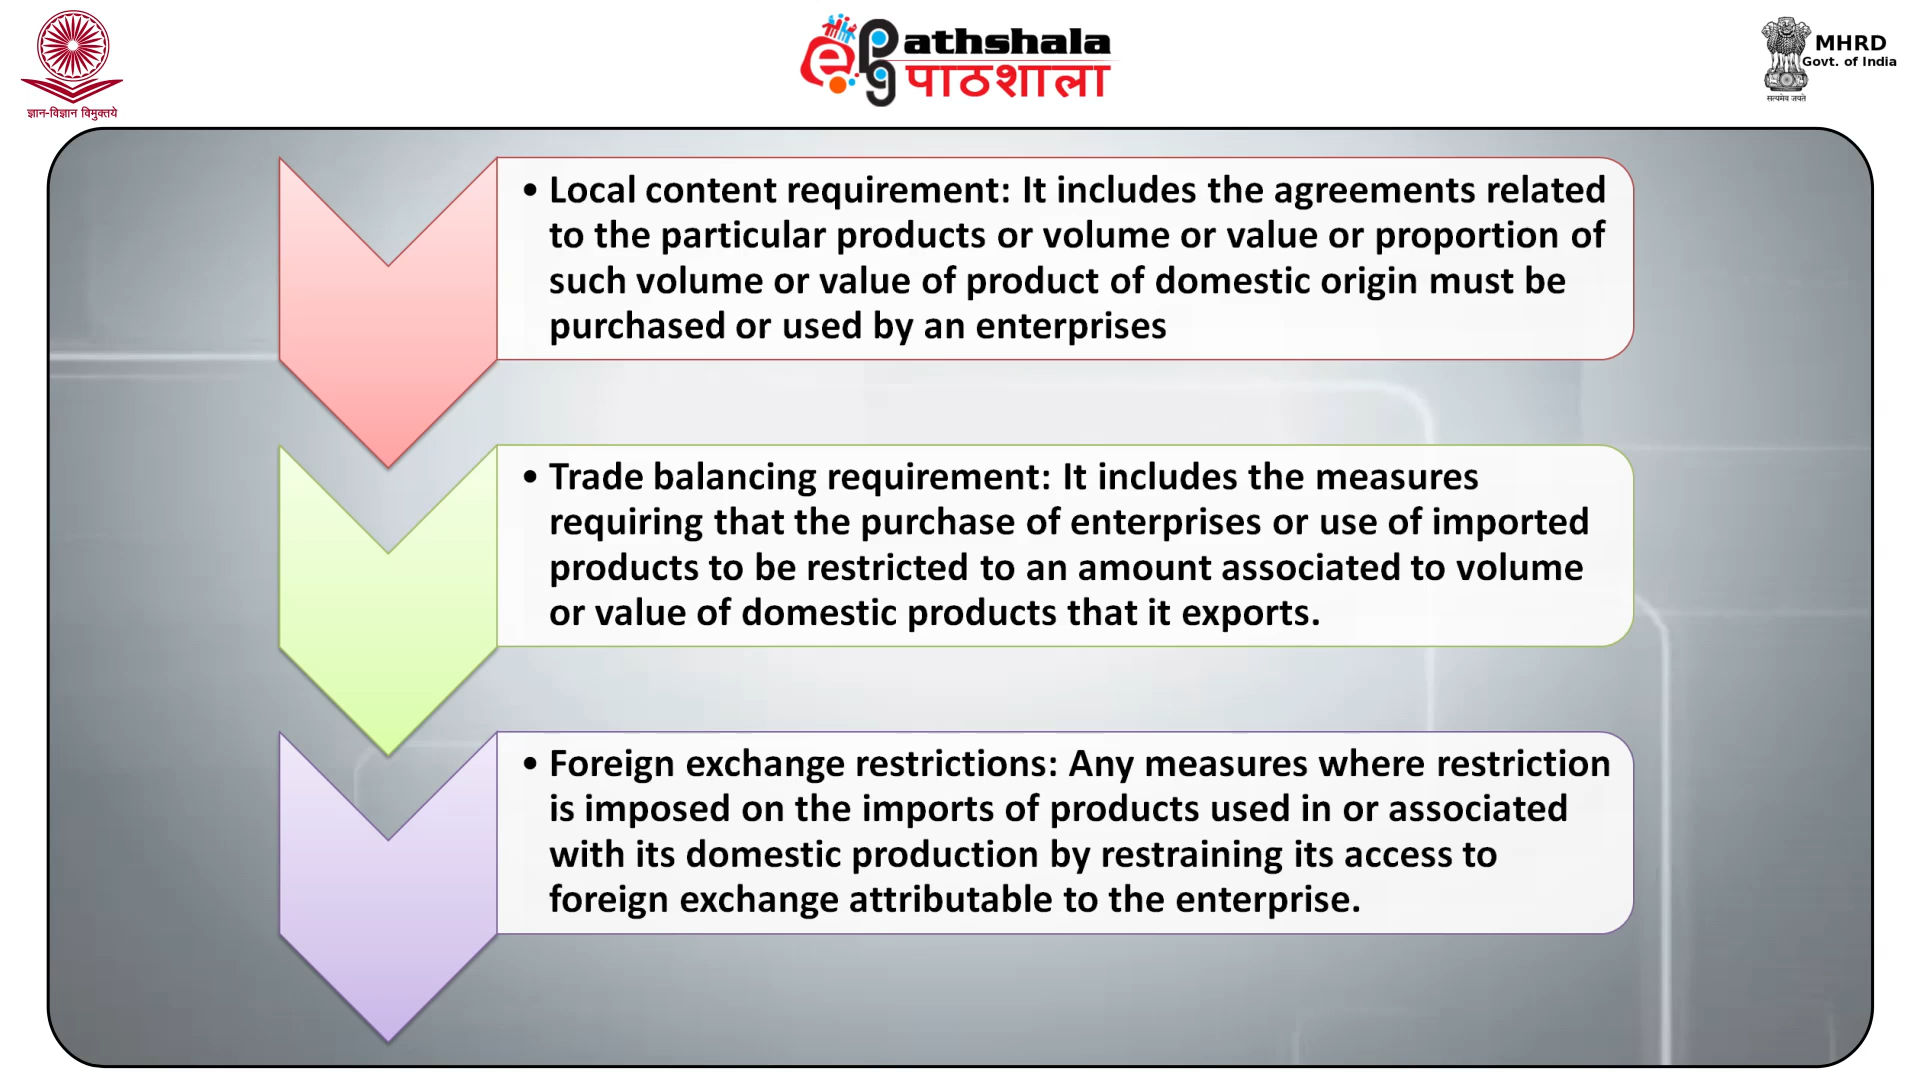 ज्ञान-विज्ञान विमुक्तये
e PG athshala
पाठशाला
MHRD
Govt. of India
सत्यमेव जयते
• Local content requirement: It includes the agreements related
to the particular products or volume or value or proportion of
such volume or value of product of domestic origin must be
purchased or used by an enterprises
• Trade balancing requirement: It includes the measures
requiring that the purchase of enterprises or use of imported
products to be restricted to an amount associated to volume
or value of domestic products that it exports.
• Foreign exchange restrictions: Any measures where restriction
is imposed on the imports of products used in or associated
with its domestic production by restraining its access to
foreign exchange attributable to the enterprise.